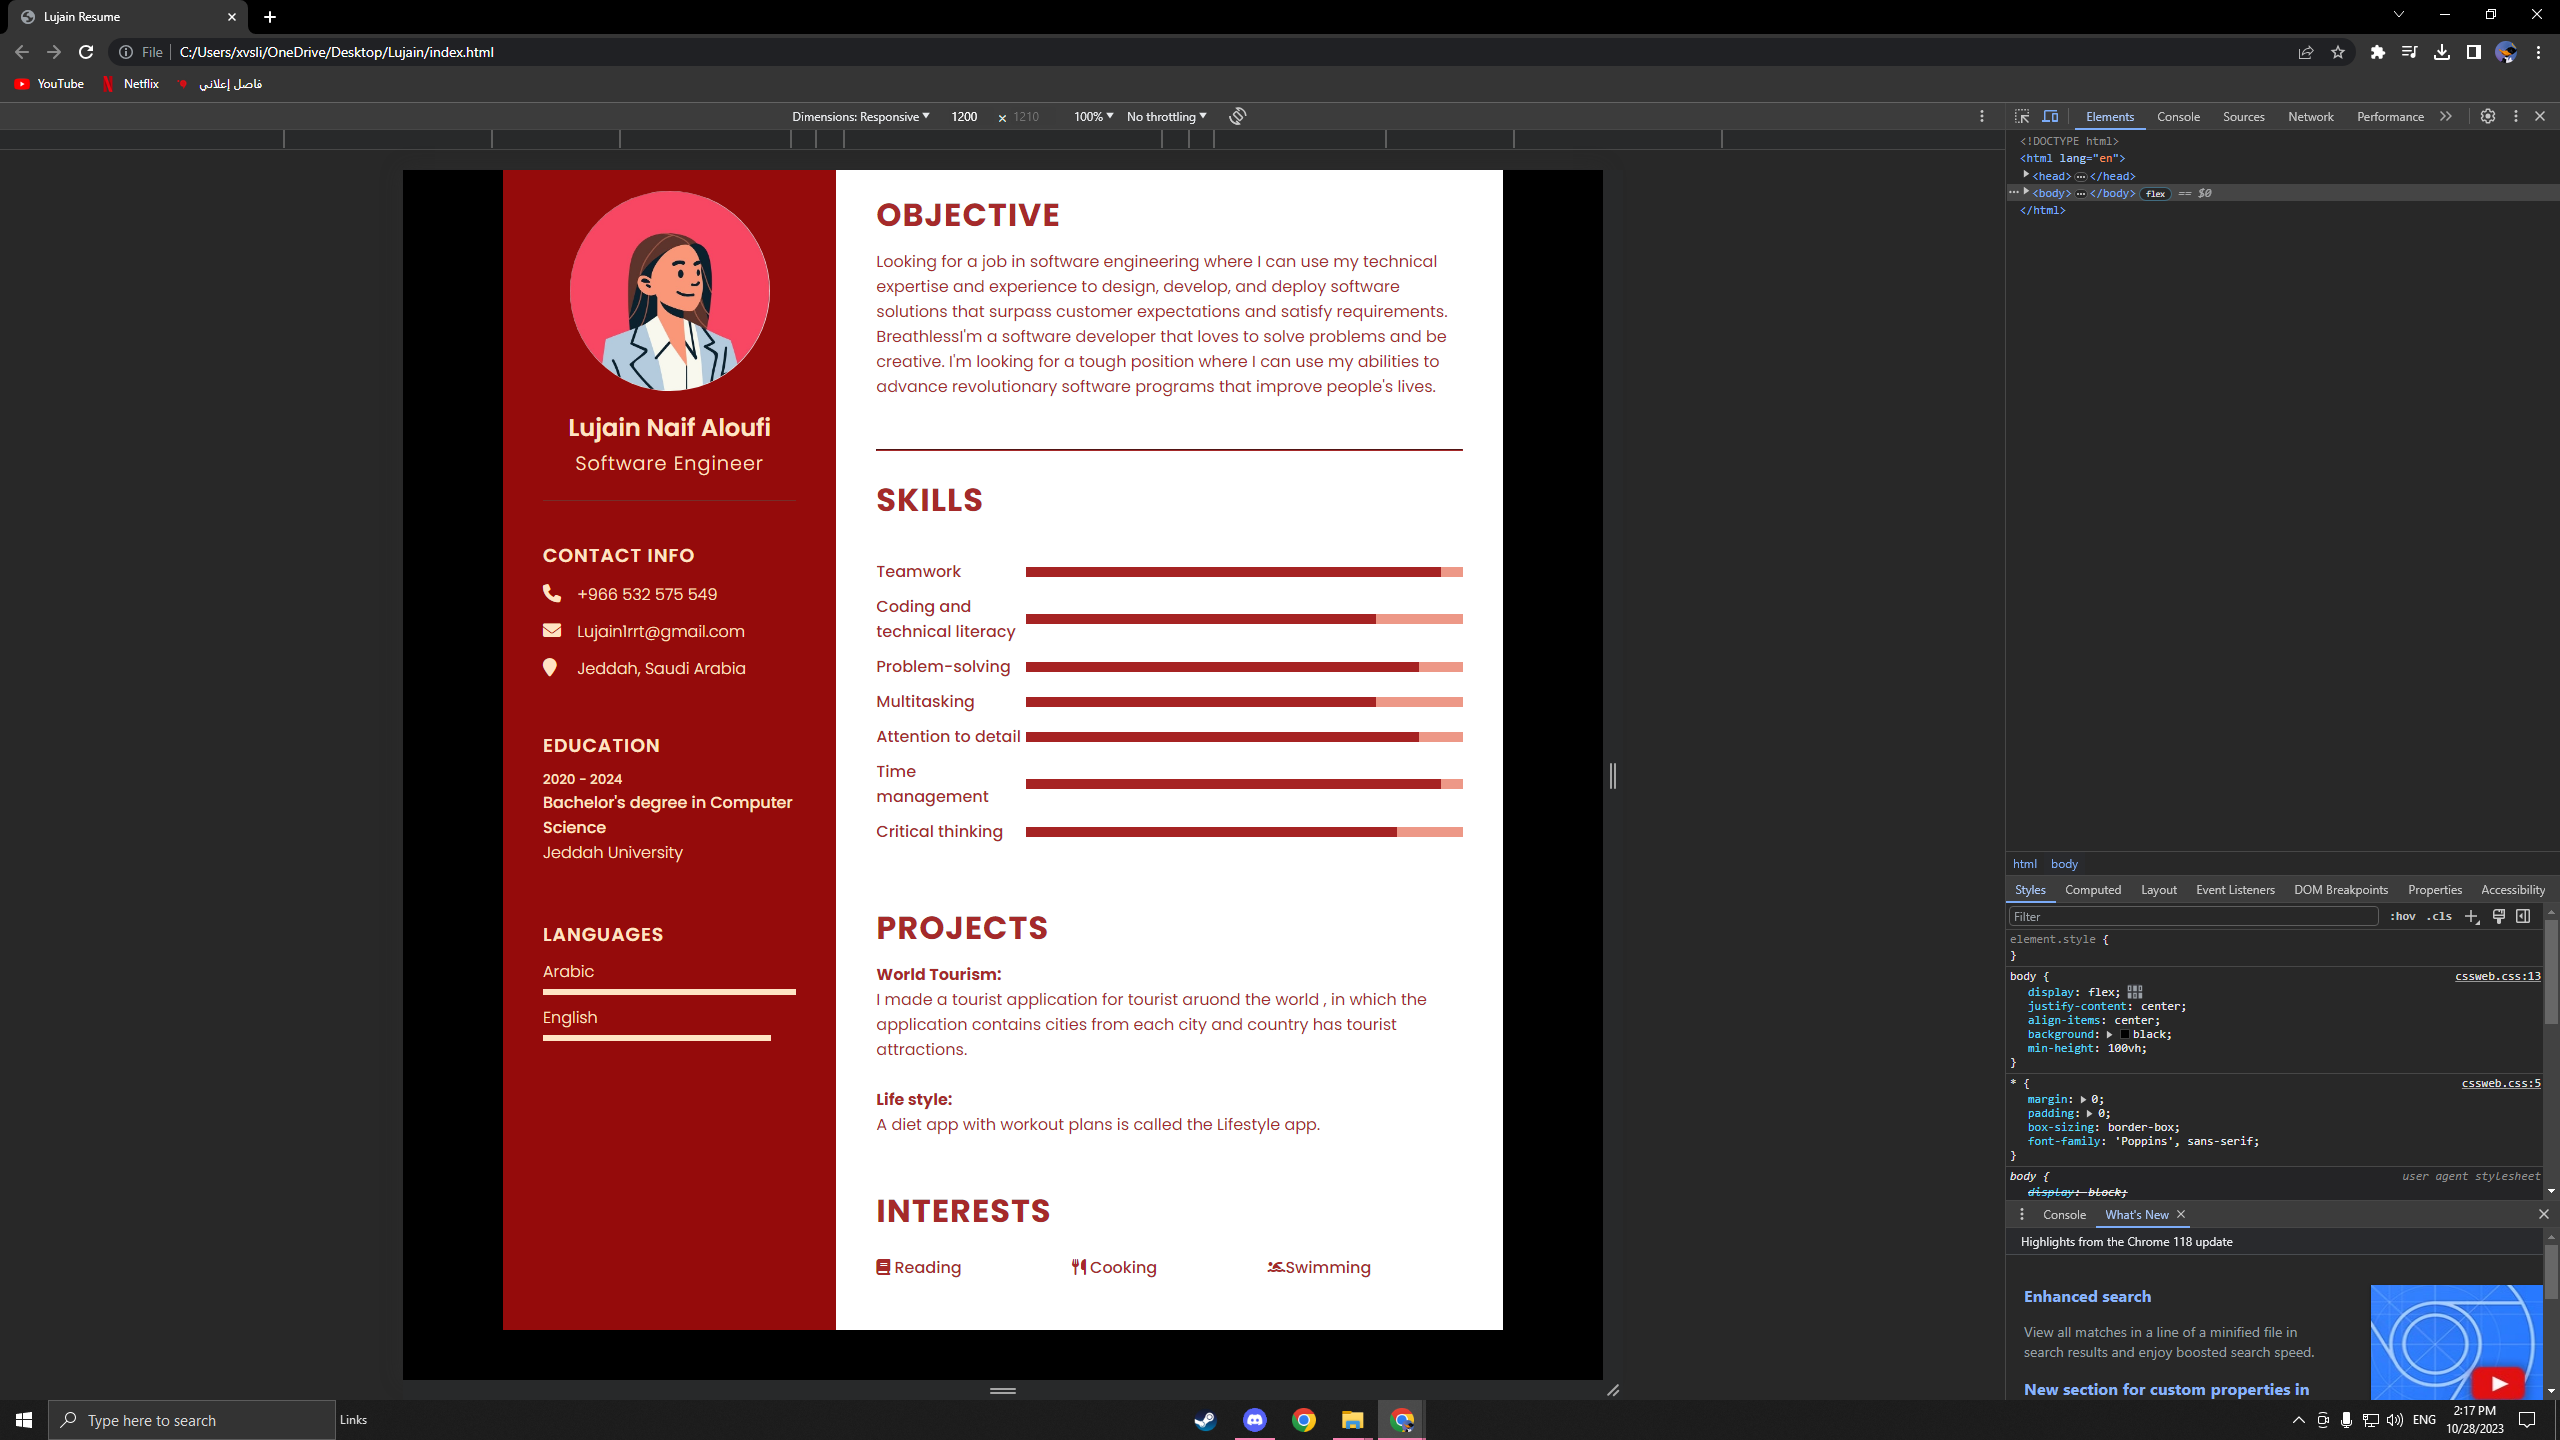 Lujain Resume
File
C:/Users/xvsli/OneDrive/Desktop/Lujain/index.html
YouTube
Netflix
فاصل إعلاني
Dimensions: Responsive
1200
×
1210
100%
No throttling
Elements
Console
Sources
Network
Performance
<!DOCTYPE html>
<html lang="en">
<head> </head>
<body> </body> flex == $0
</html>
Lujain Naif Aloufi
Software Engineer
CONTACT INFO
+966 532 575 549
Lujain1rrt@gmail.com
Jeddah, Saudi Arabia
EDUCATION
2020 - 2024
Bachelor's degree in Computer
Science
Jeddah University
LANGUAGES
Arabic
English
OBJECTIVE
Looking for a job in software engineering where I can use my technical
expertise and experience to design, develop, and deploy software
solutions that surpass customer expectations and satisfy requirements.
BreathlessI'm a software developer that loves to solve problems and be
creative. I'm looking for a tough position where I can use my abilities to
advance revolutionary software programs that improve people's lives.
SKILLS
Teamwork
Coding and
technical literacy
Problem-solving
Multitasking
Attention to detail
Time
management
Critical thinking
PROJECTS
World Tourism:
I made a tourist application for tourist aruond the world , in which the
application contains cities from each city and country has tourist
attractions.
Life style:
A diet app with workout plans is called the Lifestyle app.
INTERESTS
Reading
Cooking
Swimming
html
body
Styles
Computed
Layout
Event Listeners
DOM Breakpoints
Properties
Accessibility
Filter
:hov
.cls
element.style {
}
body {
cssweb.css:13
display: flex;
justify-content: center;
align-items: center;
background: black;
min-height: 100vh;
}
* {
cssweb.css:5
margin: 0;
padding: 0;
box-sizing: border-box;
font-family: 'Poppins', sans-serif;
}
body {
user agent stylesheet
display: block;
Console
What's New
Highlights from the Chrome 118 update
Enhanced search
View all matches in a line of a minified file in
search results and enjoy boosted search speed.
New section for custom properties in
Type here to search
Links
ENG
2:17 PM
10/28/2023